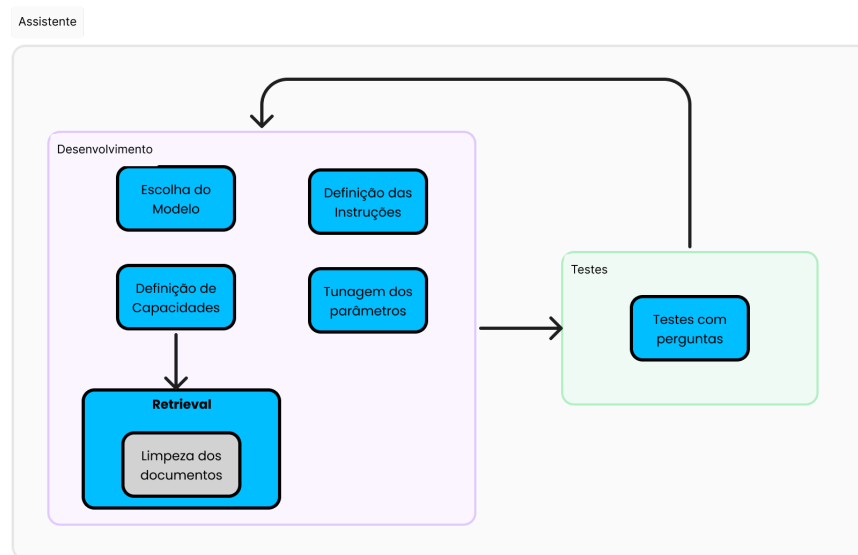 Assistente
Desenvolvimento
Escolha do
Modelo
Definição das
Instruções
Definição de
Capacidades
Tunagem dos
parâmetros
Retrieval
Limpeza dos
documentos
Testes
Testes com
perguntas